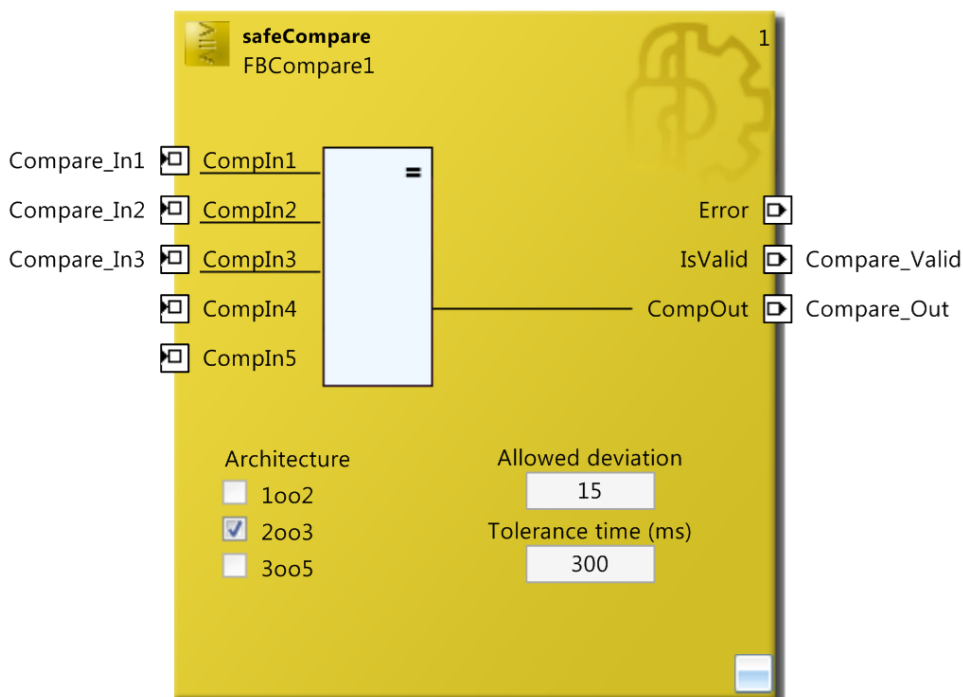 safeCompare
1
FBCompare1
Compare_In1 CompIn1 =
Compare_In2 CompIn2 Error
Compare_In3 CompIn3 IsValid Compare_Valid
CompIn4 CompOut Compare_Out
CompIn5
Architecture
1oo2
2oo3
3oo5
Allowed deviation
15
Tolerance time (ms)
300